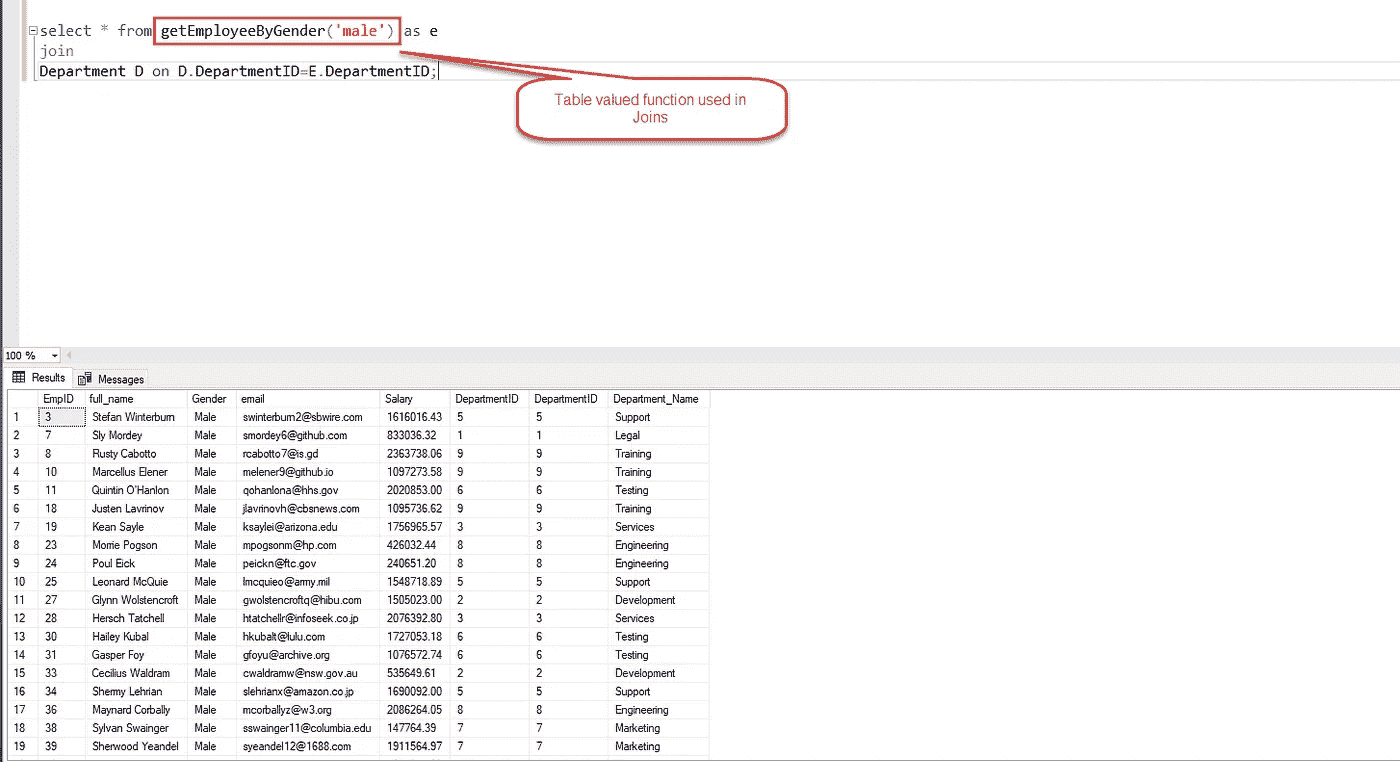 select * from getEmployeeByGender('male') as e
join
Department D on D.DepartmentID=E.DepartmentID;
Table valued function used in
Joins
100 %
Results Messages
EmpID full_name Gender email Salary DepartmentID DepartmentID Department_Name
1 3 Stefan Winterburn Male swinterburn2@sbwire.com 1616016.43 5 5 Support
2 7 Sly Mordey Male smordey6@github.com 833036.32 1 1 Legal
3 8 Rusty Cabotto Male rcabotto7@is.gd 2363738.06 9 9 Training
4 10 Marcellus Elener Male melener9@github.io 1097273.58 9 9 Training
5 11 Quintin O'Hanlon Male qohanlona@hhs.gov 2020853.00 6 6 Testing
6 18 Justen Lavrinov Male jlavrinovh@cbsnews.com 1095736.62 9 9 Training
7 19 Kean Sayle Male ksaylei@arizona.edu 1756965.57 3 3 Services
8 23 Morrie Pogson Male mpogsonm@hp.com 426032.44 8 8 Engineering
9 24 Poul Eick Male peickn@ftc.gov 240651.20 8 8 Engineering
10 25 Leonard McQuie Male lmcquieo@army.mil 1548718.89 5 5 Support
11 27 Glynn Wolstencroft Male gwolstencroftq@hibu.com 1505023.00 2 2 Development
12 28 Hersch Tatchell Male htatchellr@infoseek.co.jp 2076392.80 3 3 Services
13 30 Hailey Kubal Male hkubalt@lulu.com 1727053.18 6 6 Testing
14 31 Gasper Foy Male gfoyu@archive.org 1076572.74 6 6 Testing
15 33 Cecilius Waldram Male cwaldramw@nsw.gov.au 535649.61 2 2 Development
16 34 Shermy Lehrian Male slehrianx@amazon.co.jp 1690092.00 5 5 Support
17 36 Maynard Corbally Male mcorballyz@w3.org 2086264.05 8 8 Engineering
18 38 Sylvan Swainger Male sswainger11@columbia.edu 147764.39 7 7 Marketing
19 39 Sherwood Yeandel Male syeandel12@1688.com 1911564.97 7 7 Marketing